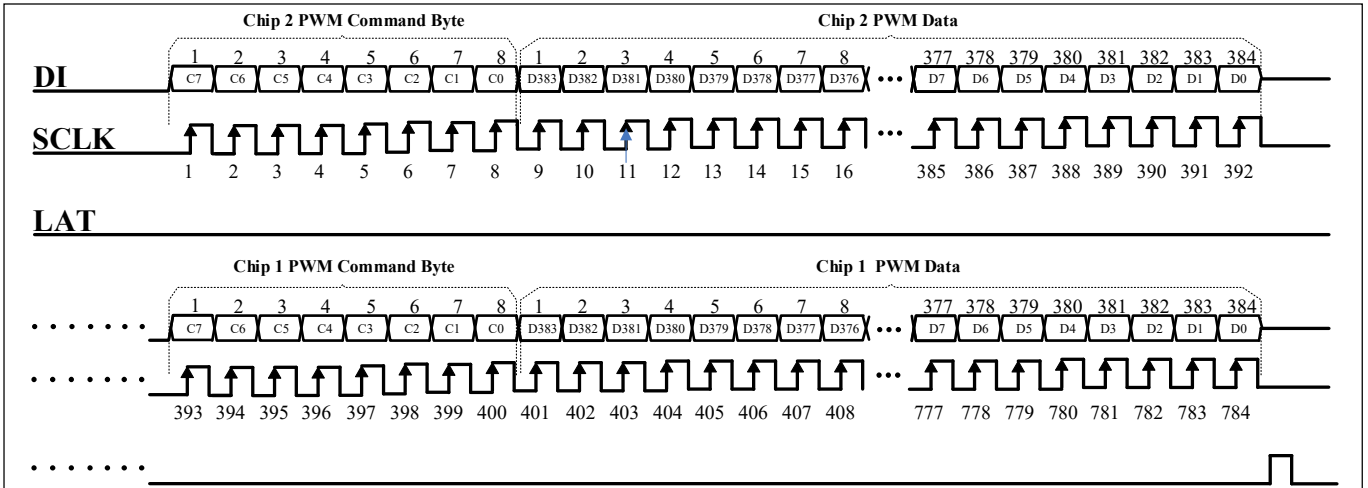 Chip 2 PWM Command Byte Chip 2 PWM Data
1 2 3 4 5 6 7 8 1 2 3 4 5 6 7 8 377 378 379 380 381 382 383 384
DI C7 C6 C5 C4 C3 C2 C1 C0 D383 D382 D381 D380 D379 D378 D377 D376 ••• D7 D6 D5 D4 D3 D2 D1 D0
SCLK •••
1 2 3 4 5 6 7 8 9 10 11 12 13 14 15 16 385 386 387 388 389 390 391 392
LAT
Chip 1 PWM Command Byte Chip 1 PWM Data
1 2 3 4 5 6 7 8 1 2 3 4 5 6 7 8 377 378 379 380 381 382 383 384
C7 C6 C5 C4 C3 C2 C1 C0 D383 D382 D381 D380 D379 D378 D377 D376 ••• D7 D6 D5 D4 D3 D2 D1 D0
393 394 395 396 397 398 399 400 401 402 403 404 405 406 407 408 777 778 779 780 781 782 783 784